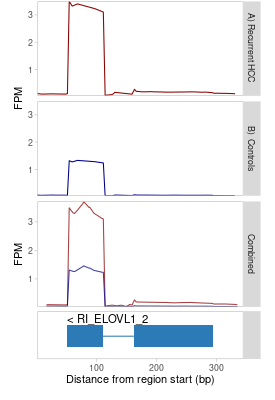 3
2
1
FPM
A) Recurrent HCC
3
2
1
B) Controls
3
2
1
FPM
Combined
< RI_ELOVL1_2
100
200
300
Distance from region start (bp)